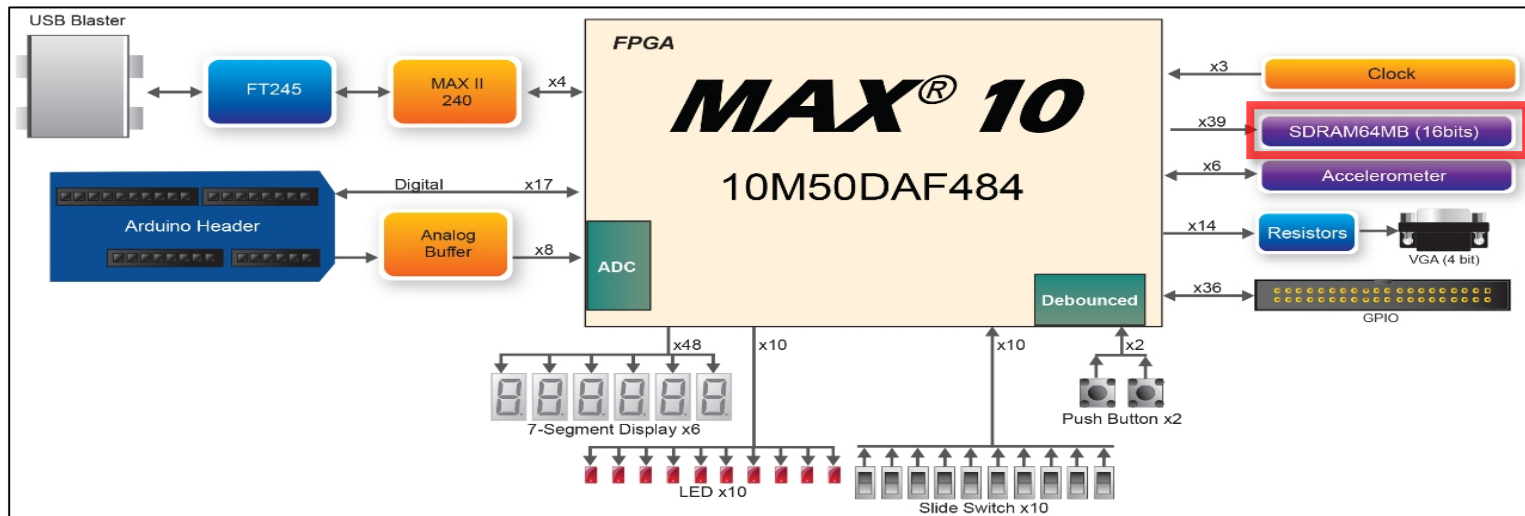 USB Blaster
FT245
MAX II
240
x4
FPGA
MAX® 10
10M50DAF484
x3
Clock
x39
SDRAM64MB (16bits)
x6
Accelerometer
x14
Resistors
VGA (4 bit)
x36
GPIO
Arduino Header
Digital
x17
Analog
Buffer
x8
ADC
Debounced
x48
x10
x10
x2
7-Segment Display x6
Push Button x2
LED x10
Slide Switch x10